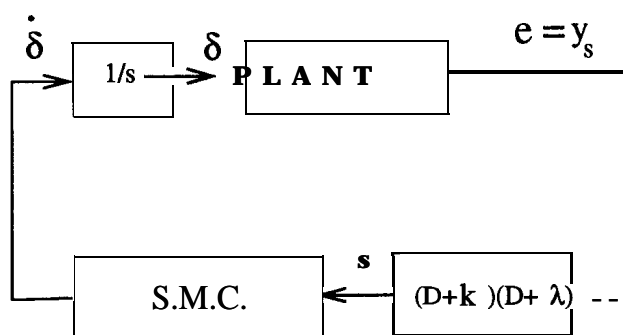 δ̇
1/s
δ
PLANT
e = y_s
S.M.C.
s
(D+k )(D+ λ)